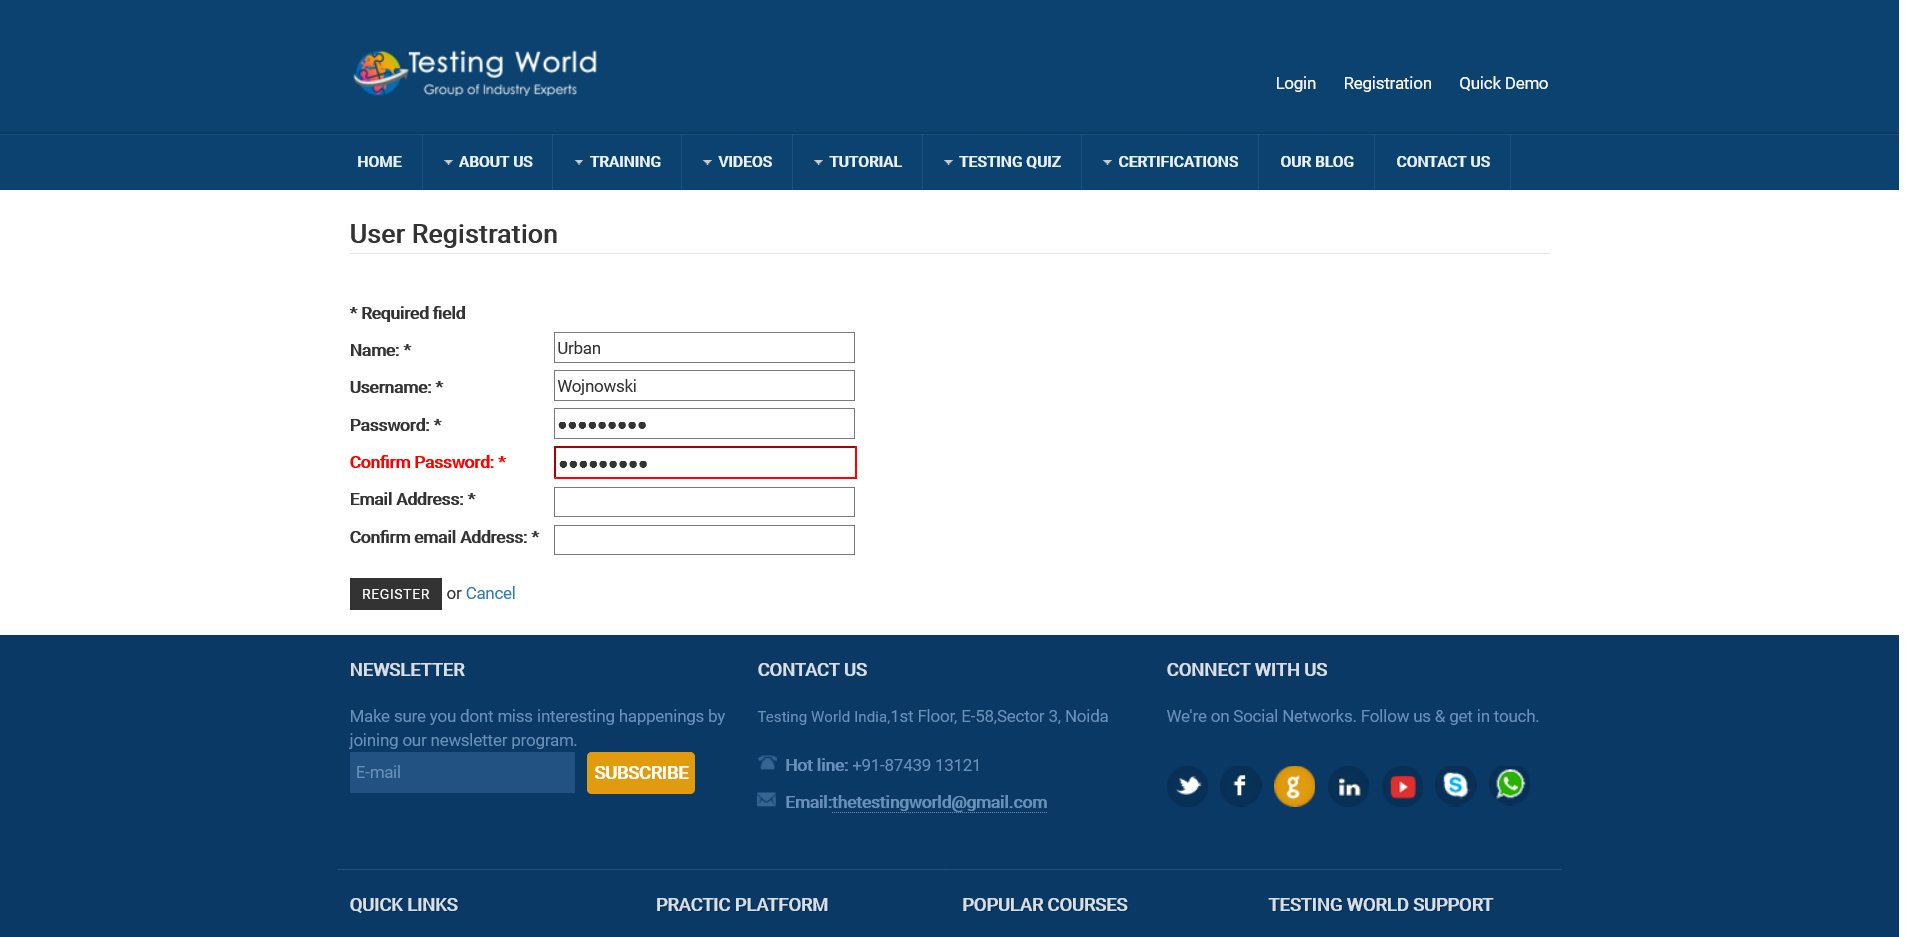 Testing World
Group of Industry Experts
Login Registration Quick Demo
HOME ABOUT US TRAINING VIDEOS TUTORIAL TESTING QUIZ CERTIFICATIONS OUR BLOG CONTACT US
User Registration
* Required field
Name: * Urban
Username: * Wojnowski
Password: * •••••••••
Confirm Password: * •••••••••
Email Address: *
Confirm email Address: *
REGISTER or Cancel
NEWSLETTER
Make sure you dont miss interesting happenings by
joining our newsletter program.
E-mail SUBSCRIBE
CONTACT US
Testing World India,1st Floor, E-58,Sector 3, Noida
Hot line: +91-87439 13121
Email:thetestingworld@gmail.com
CONNECT WITH US
We're on Social Networks. Follow us & get in touch.
QUICK LINKS PRACTIC PLATFORM POPULAR COURSES TESTING WORLD SUPPORT